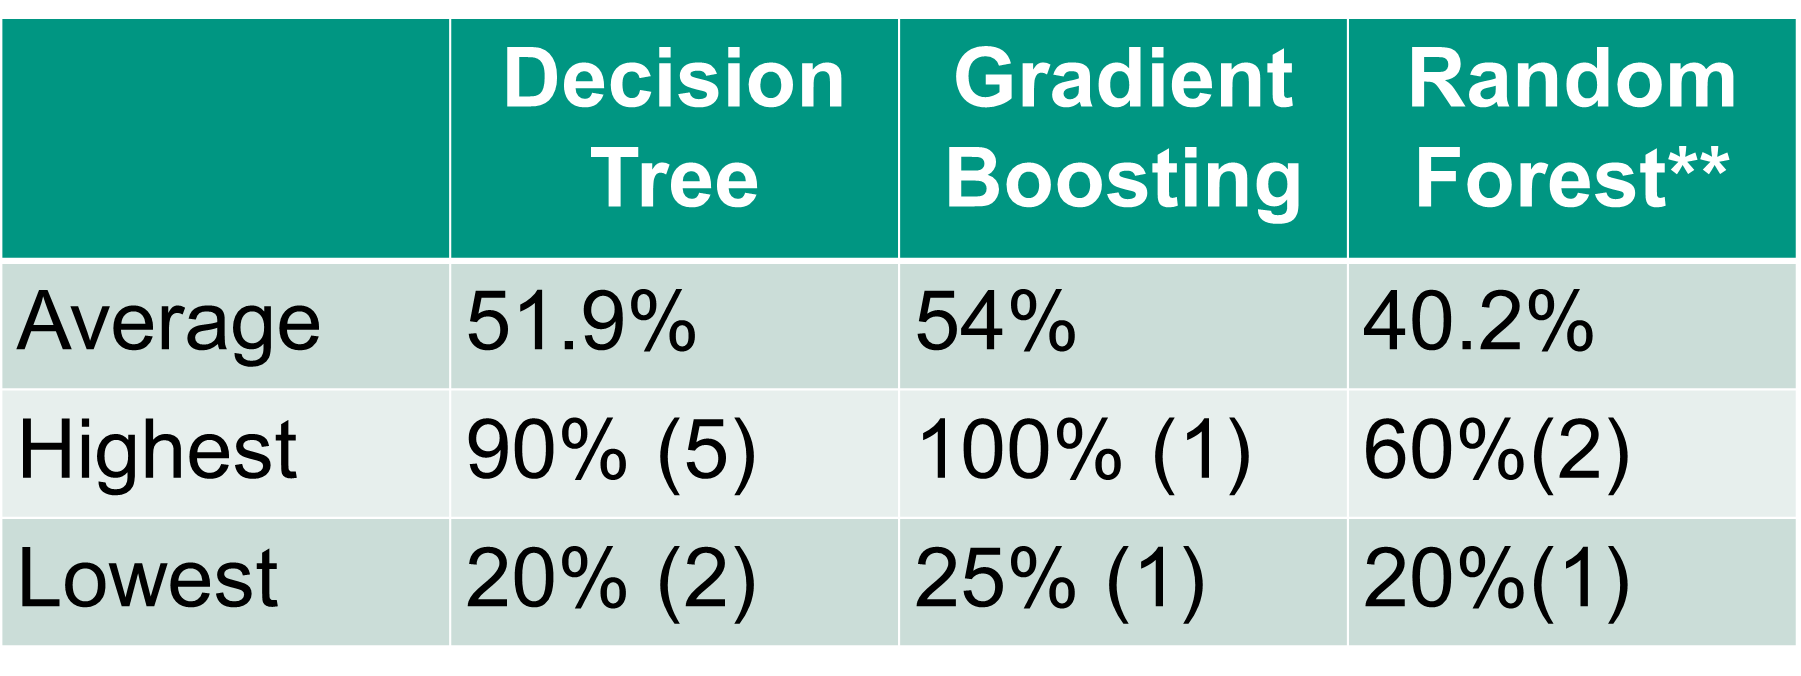 Decision Tree Gradient Boosting Random Forest**
Average 51.9% 54% 40.2%
Highest 90% (5) 100% (1) 60%(2)
Lowest 20% (2) 25% (1) 20%(1)